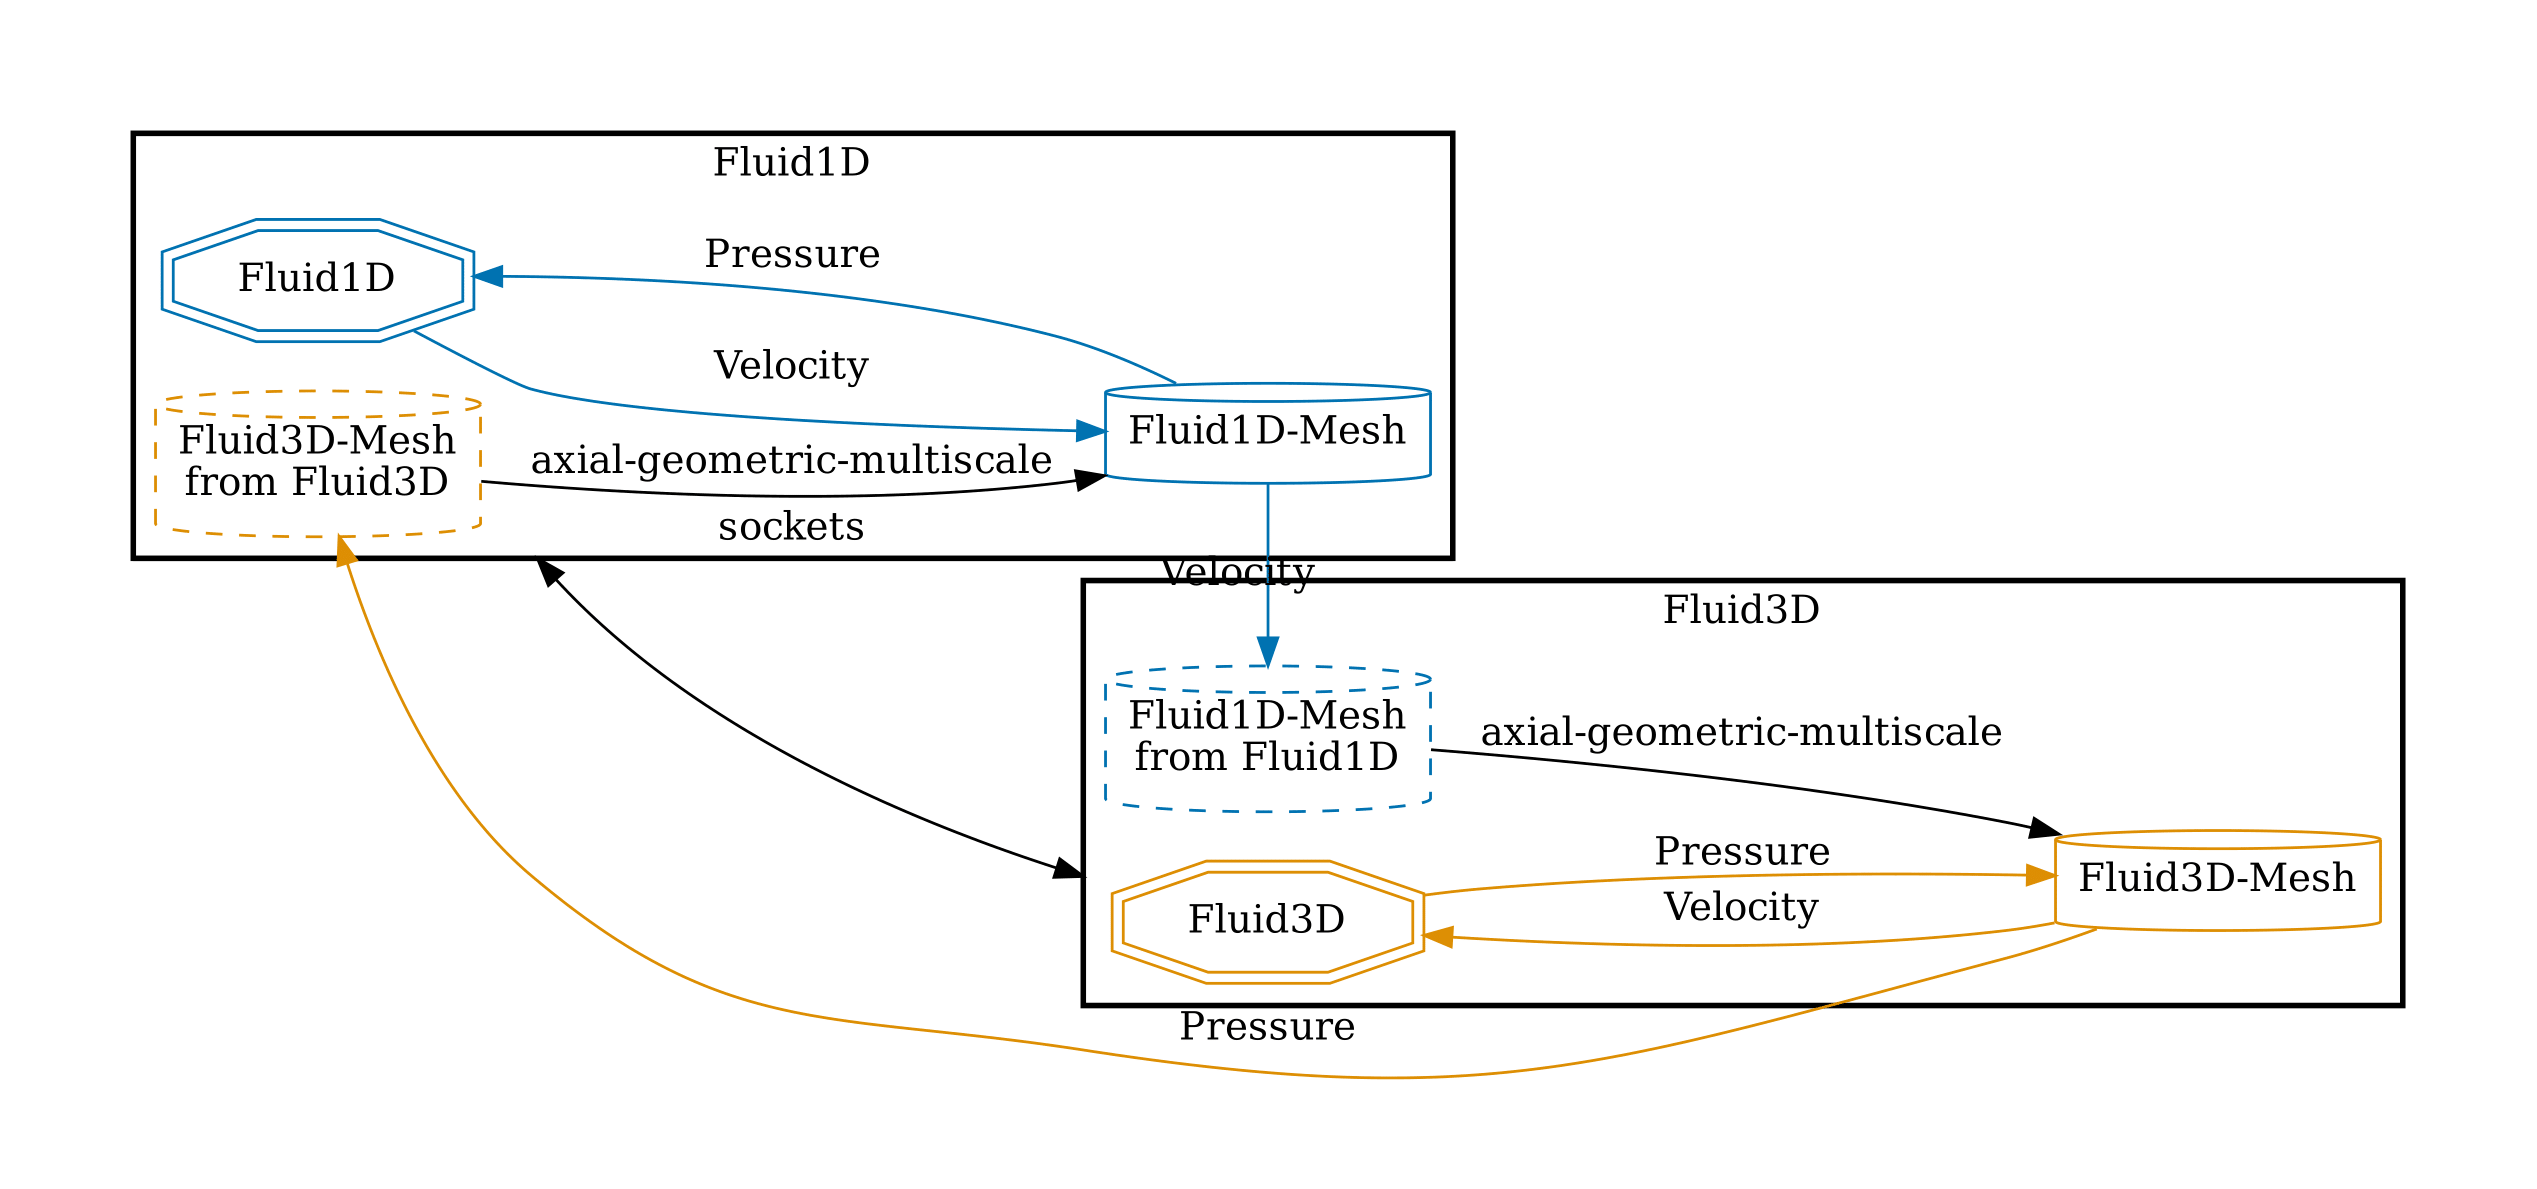 Fluid1D
Pressure
Fluid1D
Velocity
Fluid1D-Mesh
Fluid3D-Mesh
from Fluid3D
axial-geometric-multiscale
sockets
Velocity
Fluid3D
Fluid1D-Mesh
from Fluid1D
axial-geometric-multiscale
Pressure
Fluid3D-Mesh
Velocity
Fluid3D
Pressure